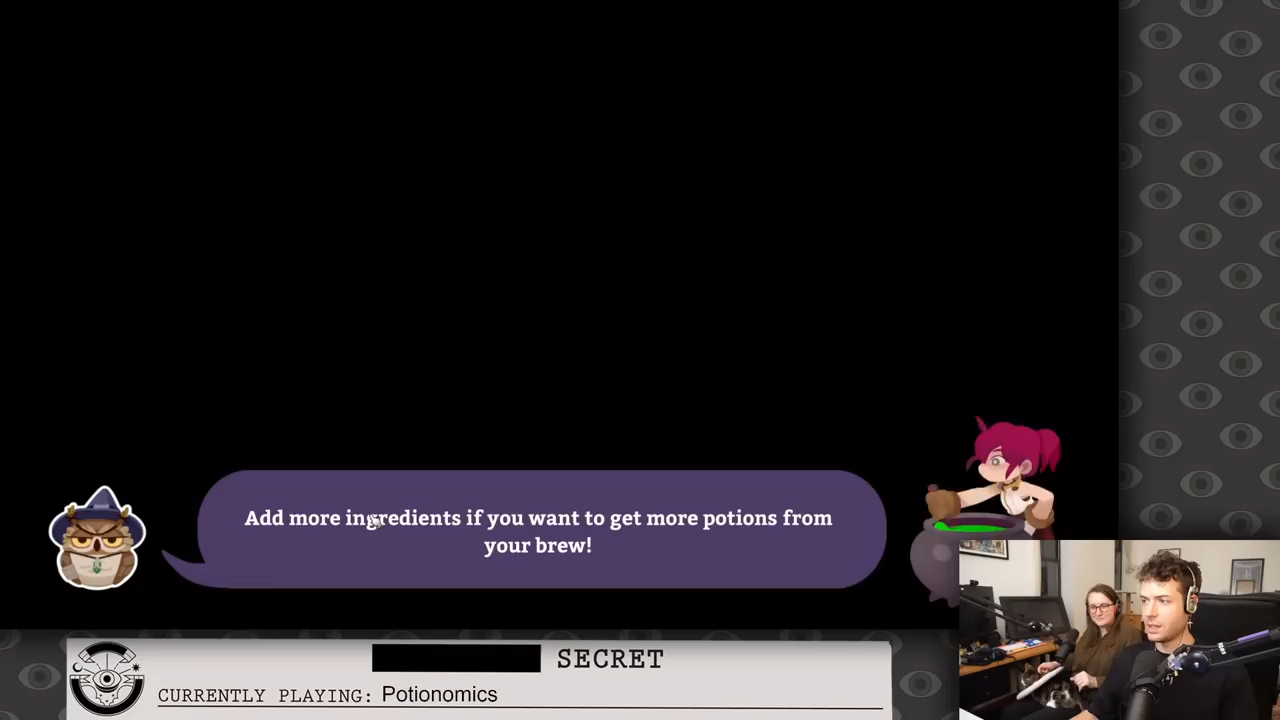 Add more ingredients if you want to get more potions from
your brew!
SECRET
CURRENTLY PLAYING: Potionomics